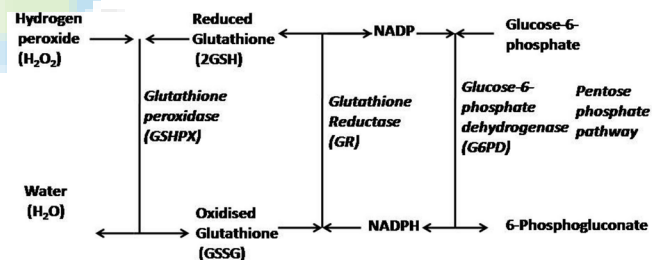 Hydrogen
peroxide
(H₂O₂)
Reduced
Glutathione
(2GSH)
NADP
Glucose-6-
phosphate
Glutathione
peroxidase
(GSHPX)
Glutathione
Reductase
(GR)
Glucose-6-
phosphate
dehydrogenase
(G6PD)
Pentose
phosphate
pathway
Water
(H₂O)
Oxidised
Glutathione
(GSSG)
NADPH
6-Phosphogluconate